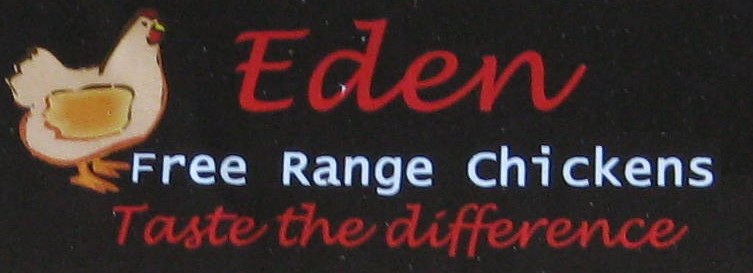 Eden
Free Range Chickens
Taste the difference